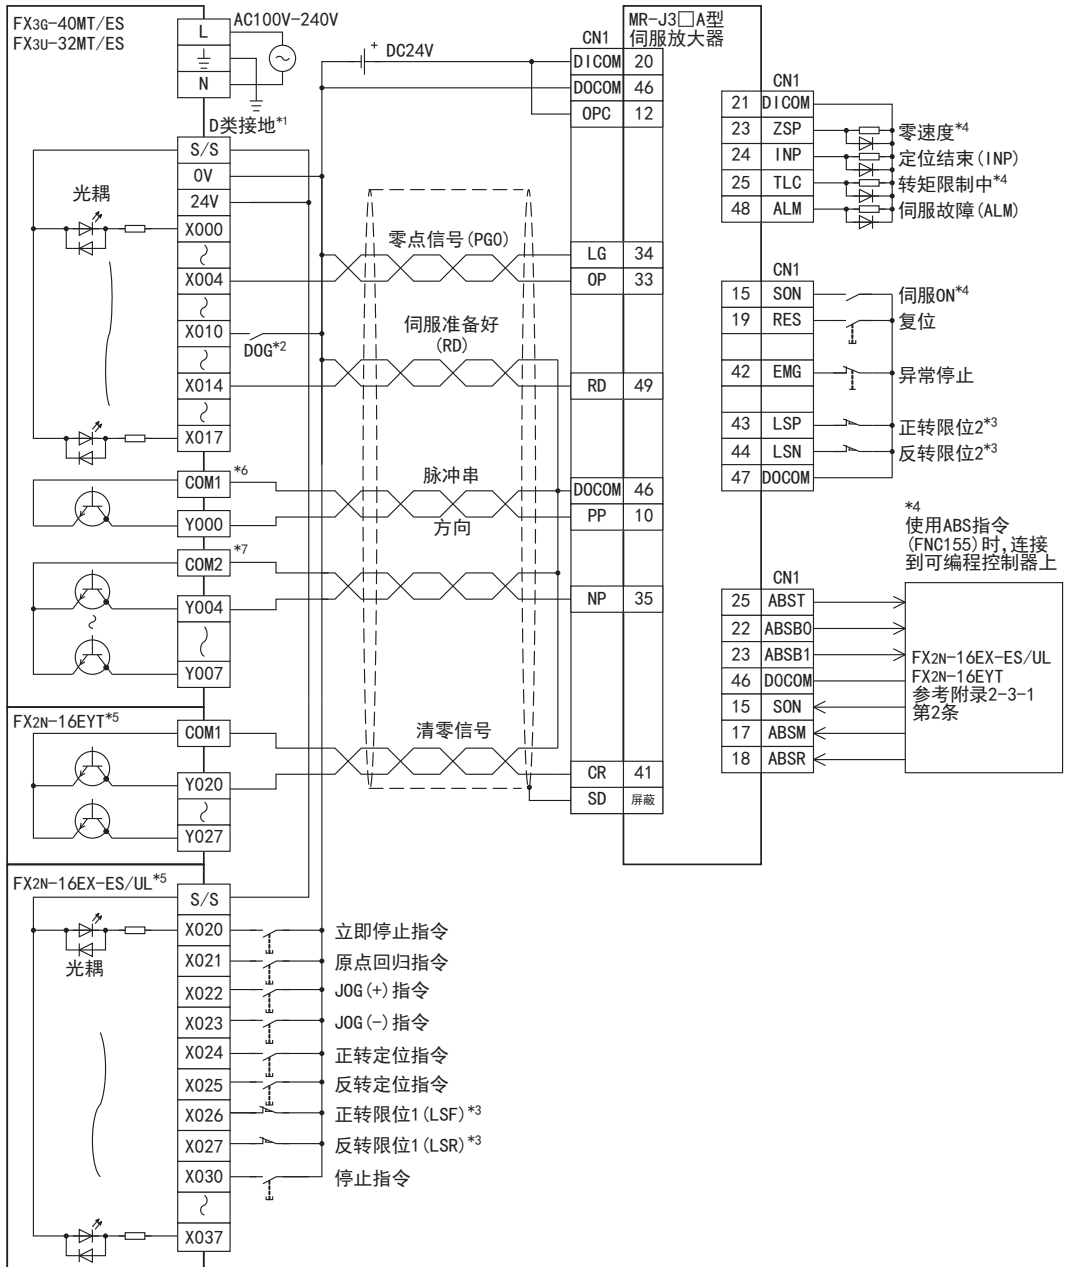 FX3G-40MT/ES
FX3U-32MT/ES
L
N
AC100V-240V
D类接地*1
+ DC24V
MR-J3□A型
伺服放大器
CN1
DICOM 20
DOCOM 46
OPC 12
S/S
0V
24V
X000
X004
X010
X014
X017
光耦
DOG*2
零点信号(PG0)
LG 34
OP 33
伺服准备好
(RD)
RD 49
COM1 *6
Y000
COM2 *7
Y004
Y007
脉冲串
方向
DOCOM 46
PP 10
NP 35
FX2N-16EYT*5
COM1
Y020
Y027
清零信号
CR 41
SD 屏蔽
FX2N-16EX-ES/UL*5
光耦
S/S
X020 立即停止指令
X021 原点回归指令
X022 JOG(+)指令
X023 JOG(-)指令
X024 正转定位指令
X025 反转定位指令
X026 正转限位1(LSF)*3
X027 反转限位1(LSR)*3
X030 停止指令
X037
CN1
21 DICOM
23 ZSP 零速度*4
24 INP 定位结束(INP)
25 TLC 转矩限制中*4
48 ALM 伺服故障(ALM)
CN1
15 SON 伺服ON*4
19 RES 复位
42 EMG 异常停止
43 LSP 正转限位2*3
44 LSN 反转限位2*3
47 DOCOM
*4
使用ABS指令
(FNC155)时,连接
到可编程控制器上
CN1
25 ABST
22 ABSB0
23 ABSB1
46 DOCOM
15 SON
17 ABSM
18 ABSR
FX2N-16EX-ES/UL
FX2N-16EYT
参考附录2-3-1
第2条